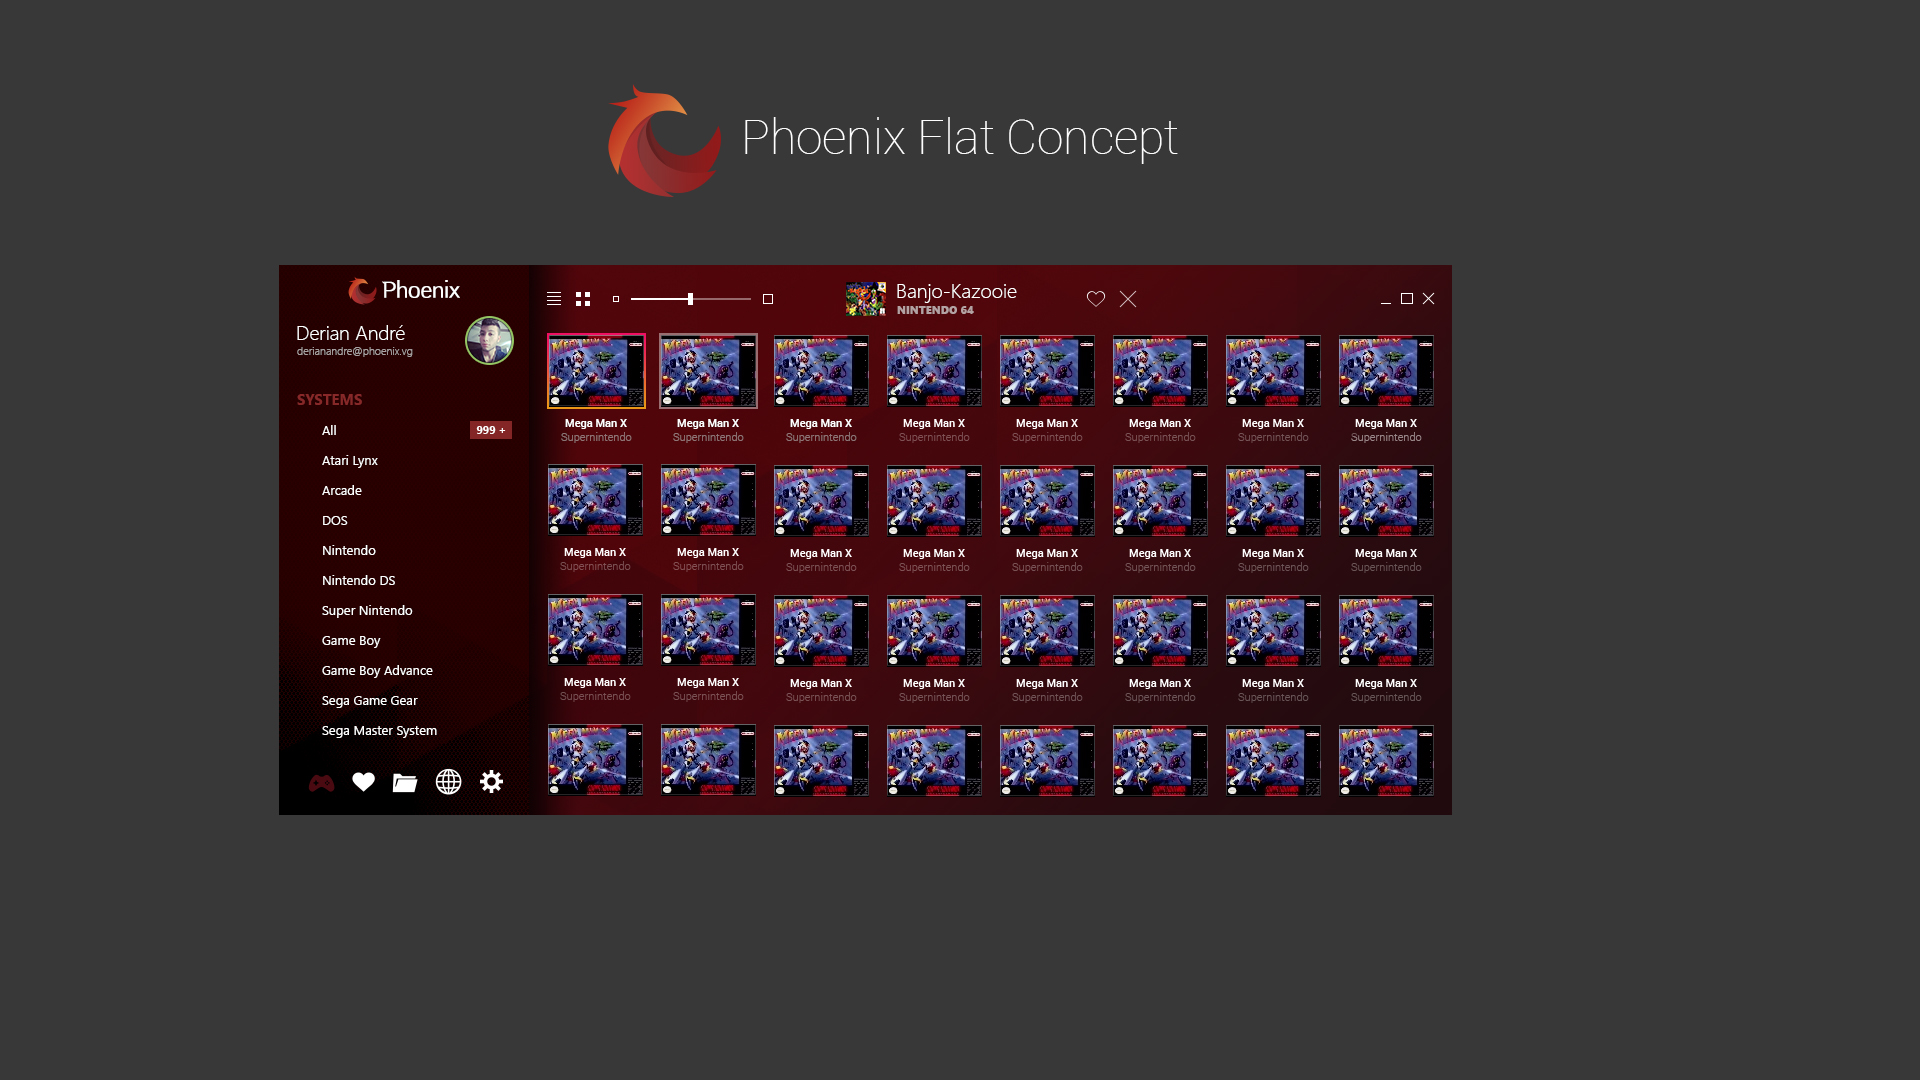 Phoenix Flat Concept
Phoenix
Derian André
derianandre@phoenix.vg
SYSTEMS
All 999 +
Atari Lynx
Arcade
DOS
Nintendo
Nintendo DS
Super Nintendo
Game Boy
Game Boy Advance
Sega Game Gear
Sega Master System
Banjo-Kazooie
NINTENDO 64
Mega Man X Mega Man X Mega Man X Mega Man X Mega Man X Mega Man X Mega Man X Mega Man X
Supernintendo Supernintendo Supernintendo Supernintendo Supernintendo Supernintendo Supernintendo Supernintendo
Mega Man X Mega Man X Mega Man X Mega Man X Mega Man X Mega Man X Mega Man X Mega Man X
Supernintendo Supernintendo Supernintendo Supernintendo Supernintendo Supernintendo Supernintendo Supernintendo
Mega Man X Mega Man X Mega Man X Mega Man X Mega Man X Mega Man X Mega Man X Mega Man X
Supernintendo Supernintendo Supernintendo Supernintendo Supernintendo Supernintendo Supernintendo Supernintendo